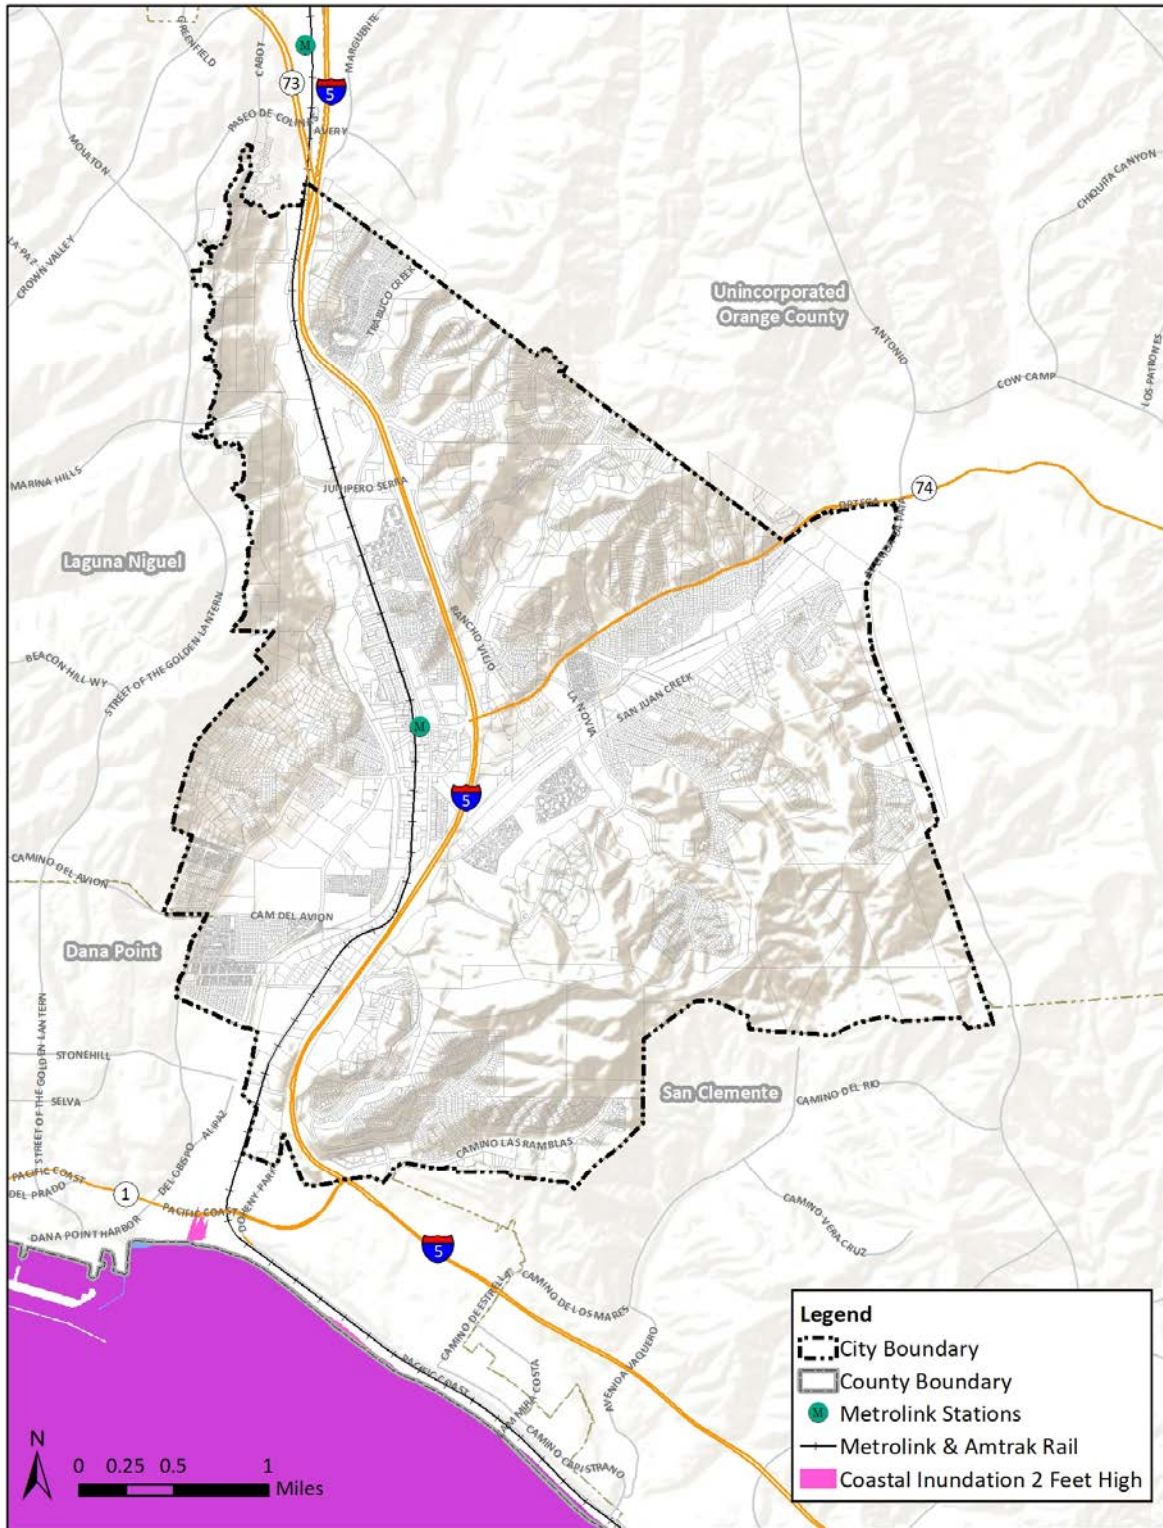 GREENFIELD
CABOT
M
MARGUERITE
73
5
PASEO DE COLINAS
AVERY
MOULTON
CHIQUITA CANYON
LA PAZ
CROWN VALLEY
TRABUCO CREEK
Unincorporated
Orange County
ANTONIO
COW CAMP
LOS PATRONES
MARINA HILLS
JUNIPERO SERRA
74
ORTEGA
Laguna Niguel
STREET OF THE GOLDEN LANTERN
BEACON HILL WY
RANCHO VIEJO
LA NOVIA
SAN JUAN CREEK
M
5
CAMINO DEL AVION
CAM DEL AVION
Dana Point
STREET OF THE GOLDEN LANTERN
STONEHILL
SELVA
ALIPAZ
San Clemente
CAMINO DEL RIO
CAMINO LAS RAMBLAS
PACIFIC COAST
DEL PRADO
1
DEL OBISPO
PACIFIC COAST
DOHENY PARK
DANA POINT HARBOR
CAMINO VERA CRUZ
5
CAMINO DE ESTRELLA
CAMINO DE LOS MARES
AVENIDA VAQUERO
PACIFIC COAST
CAM MIRA COSTA
CAMINO CAPISTRANO
Legend
City Boundary
County Boundary
M Metrolink Stations
Metrolink & Amtrak Rail
Coastal Inundation 2 Feet High
N
0 0.25 0.5 1
Miles